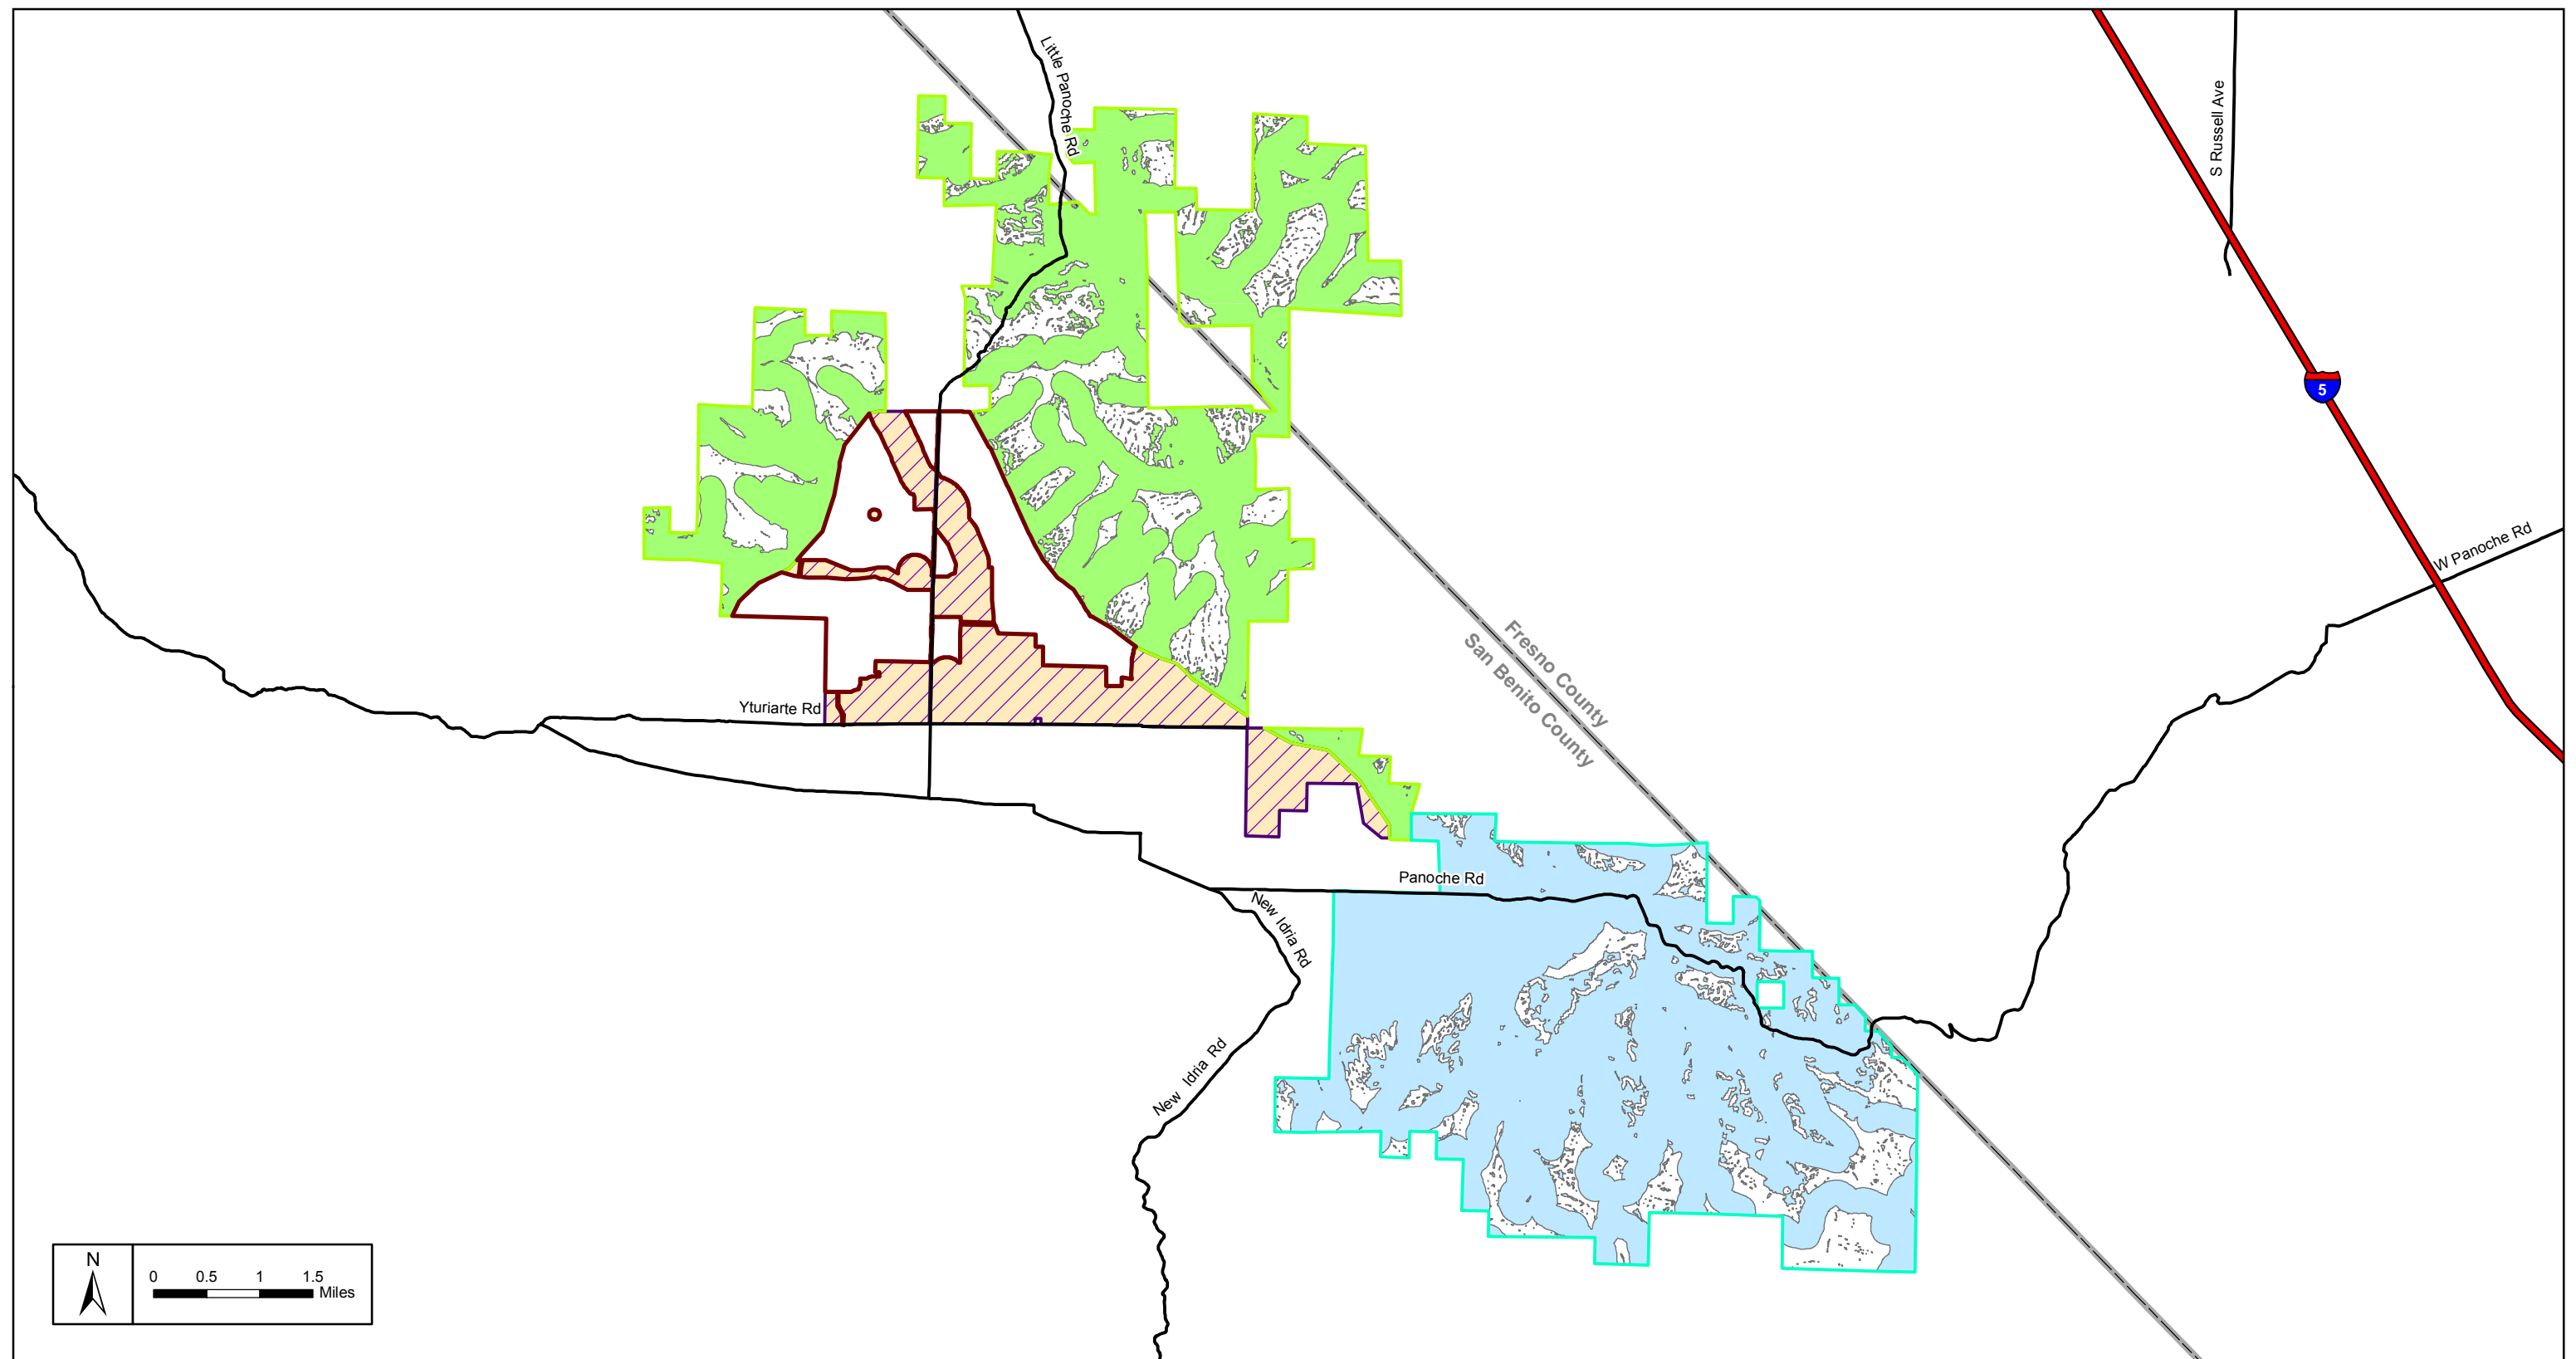 Little Panoche Rd
S Russell Ave
5
W Panoche Rd
Fresno County
San Benito County
Yturiarte Rd
Panoche Rd
New Idria Rd
New Idria Rd
N
0 0.5 1 1.5
Miles